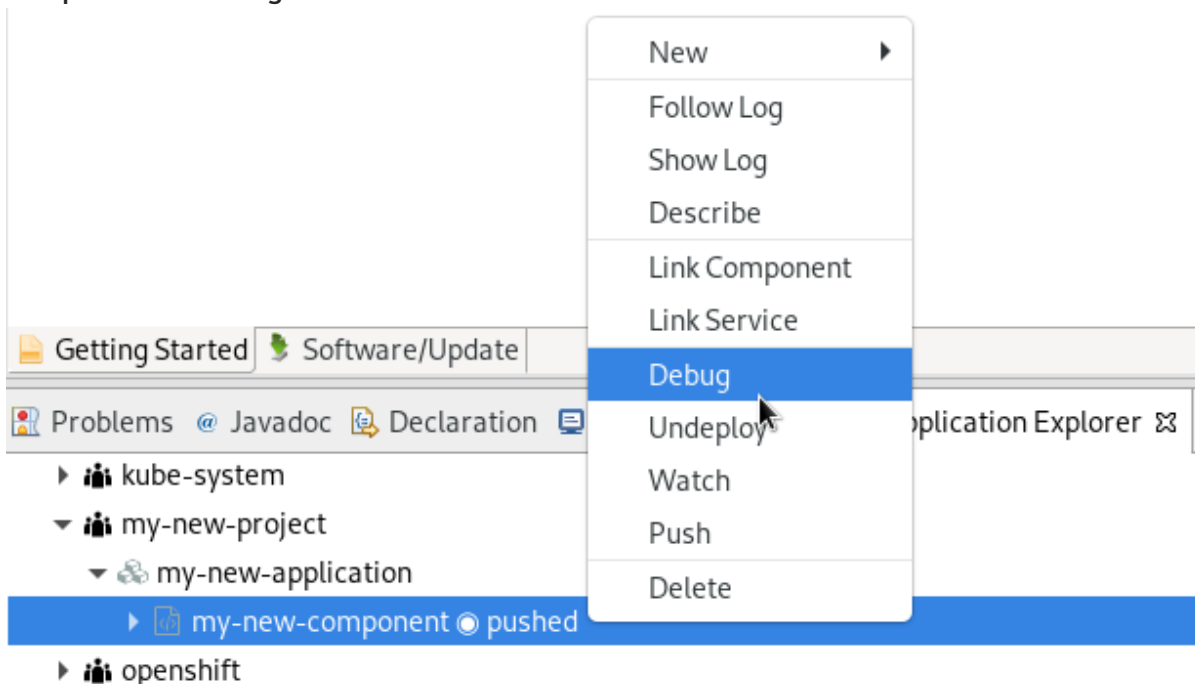 New
Follow Log
Show Log
Describe
Link Component
Link Service
Debug
Undeploy
Watch
Push
Delete
Getting Started Software/Update
Problems @ Javadoc Declaration pplication Explorer
kube-system
my-new-project
my-new-application
my-new-component pushed
openshift